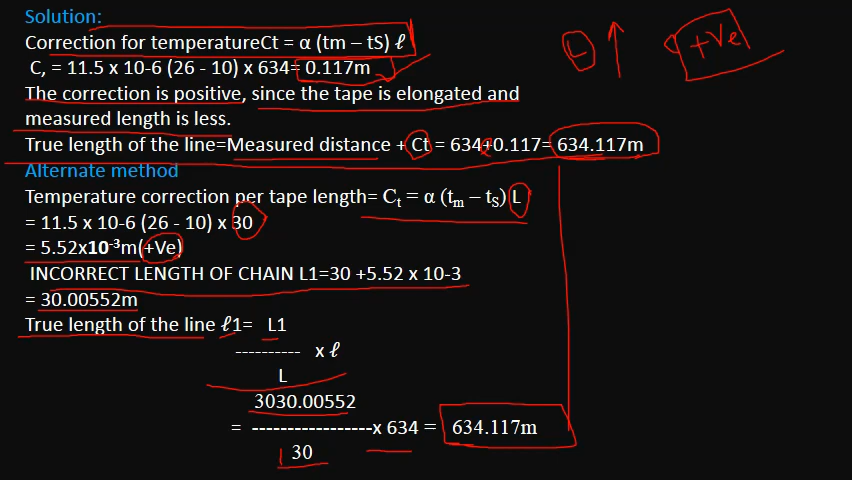 Solution:
Correction for temperatureCt = α (tm – tS) ℓ
C, = 11.5 x 10-6 (26 - 10) x 634= 0.117m
The correction is positive, since the tape is elongated and
measured length is less.
True length of the line=Measured distance + Ct = 634+0.117= 634.117m
Alternate method
Temperature correction per tape length= Ct = α (tm – tS) L
= 11.5 x 10-6 (26 - 10) x 30
= 5.52x10-3m(+Ve)
INCORRECT LENGTH OF CHAIN L1=30 +5.52 x 10-3
= 30.00552m
True length of the line ℓ1= L1
---------- x ℓ
L
3030.00552
= -----------------x 634 = 634.117m
30
L ↑ +Ve